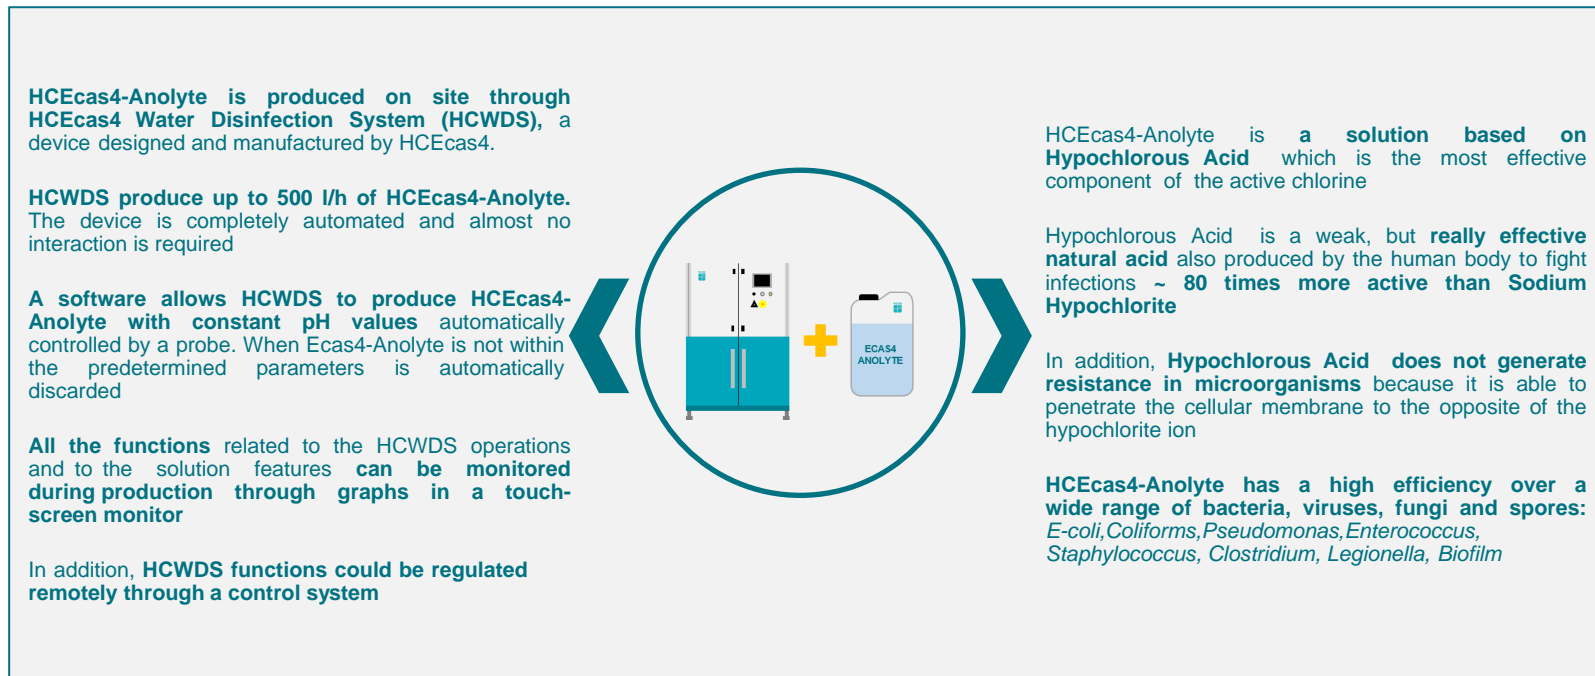 HCEcas4-Anolyte is produced on site through
HCEcas4 Water Disinfection System (HCWDS), a
device designed and manufactured by HCEcas4.
HCWDS produce up to 500 l/h of HCEcas4-Anolyte.
The device is completely automated and almost no
interaction is required
A software allows HCWDS to produce HCEcas4-
Anolyte with constant pH values automatically
controlled by a probe. When Ecas4-Anolyte is not within
the predetermined parameters is automatically
discarded
All the functions related to the HCWDS operations
and to the solution features can be monitored
during production through graphs in a touch-
screen monitor
In addition, HCWDS functions could be regulated
remotely through a control system
ECAS4
ANOLYTE
HCEcas4-Anolyte is a solution based on
Hypochlorous Acid which is the most effective
component of the active chlorine
Hypochlorous Acid is a weak, but really effective
natural acid also produced by the human body to fight
infections ~ 80 times more active than Sodium
Hypochlorite
In addition, Hypochlorous Acid does not generate
resistance in microorganisms because it is able to
penetrate the cellular membrane to the opposite of the
hypochlorite ion
HCEcas4-Anolyte has a high efficiency over a
wide range of bacteria, viruses, fungi and spores:
E-coli,Coliforms,Pseudomonas,Enterococcus,
Staphylococcus, Clostridium, Legionella, Biofilm